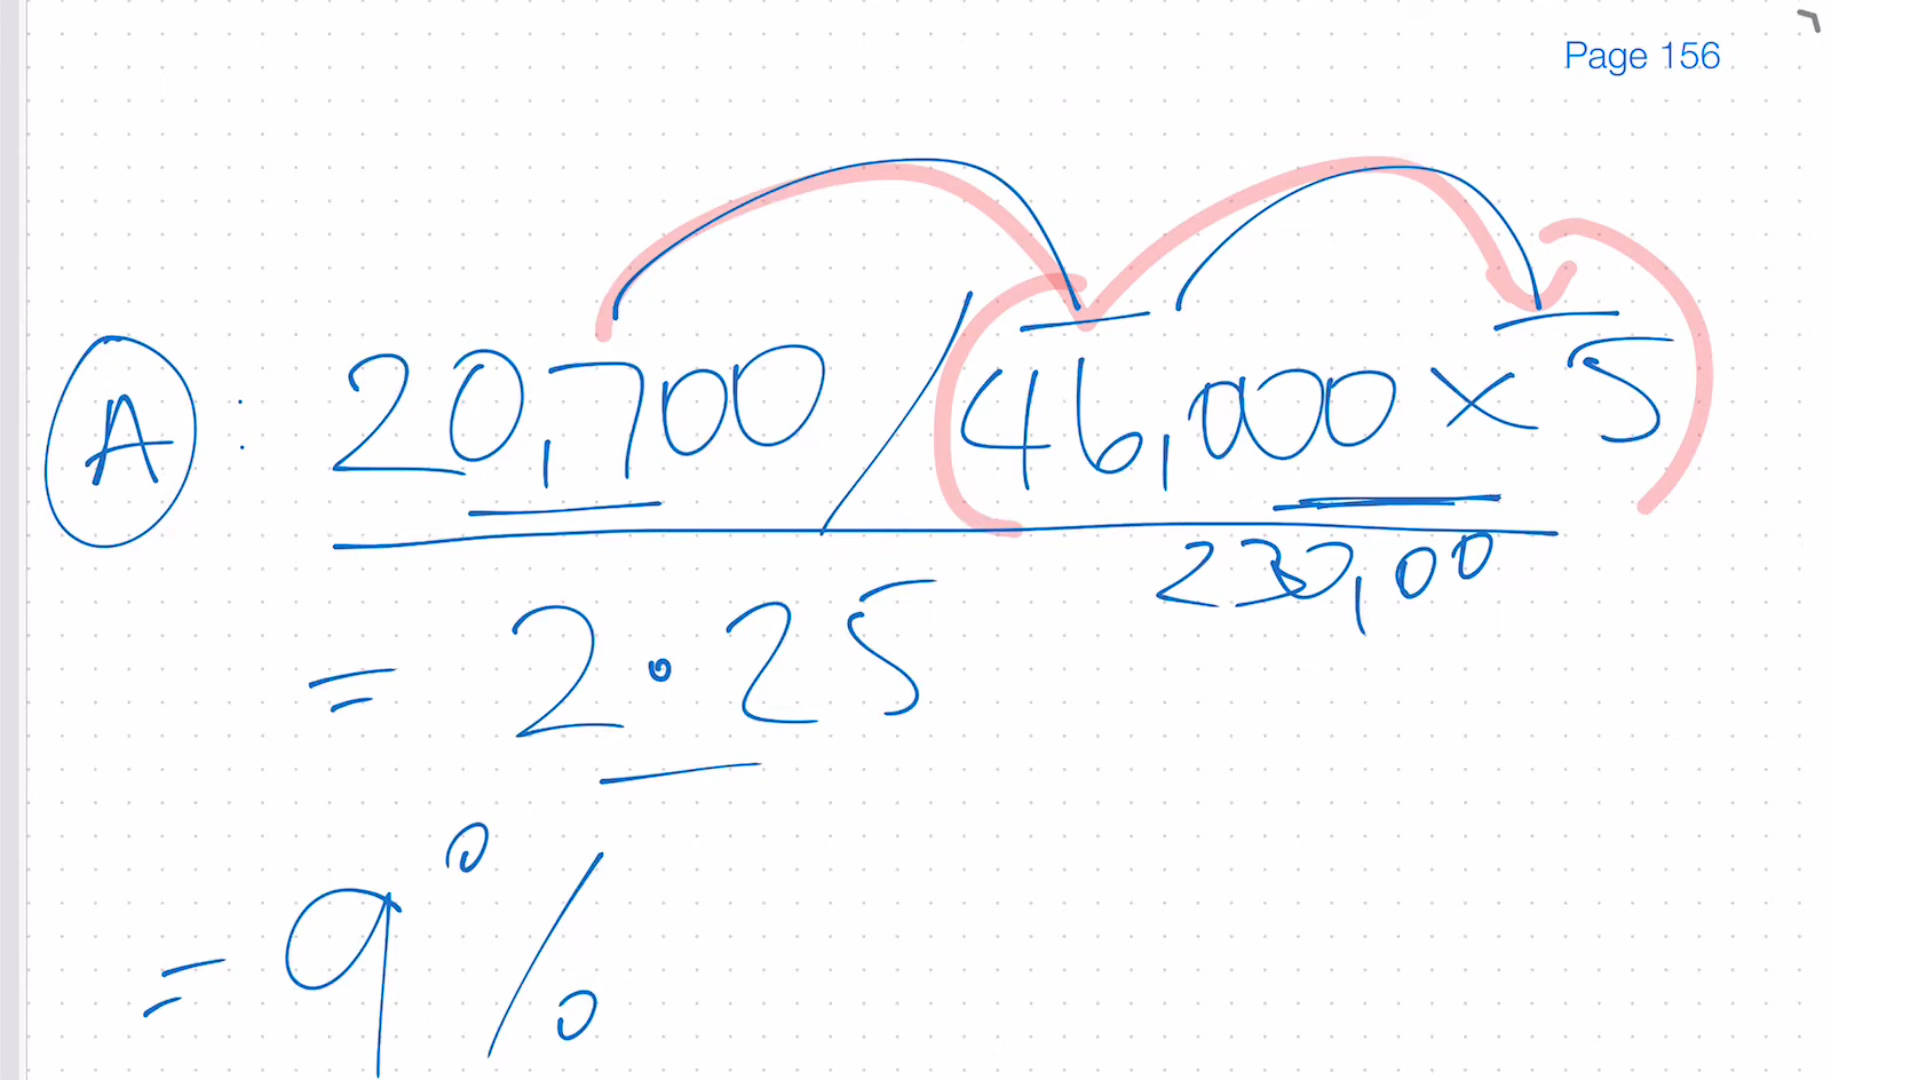 Page 156
A : 20,700 / 46,000 × 5
230,00
= 2.25
= 9%